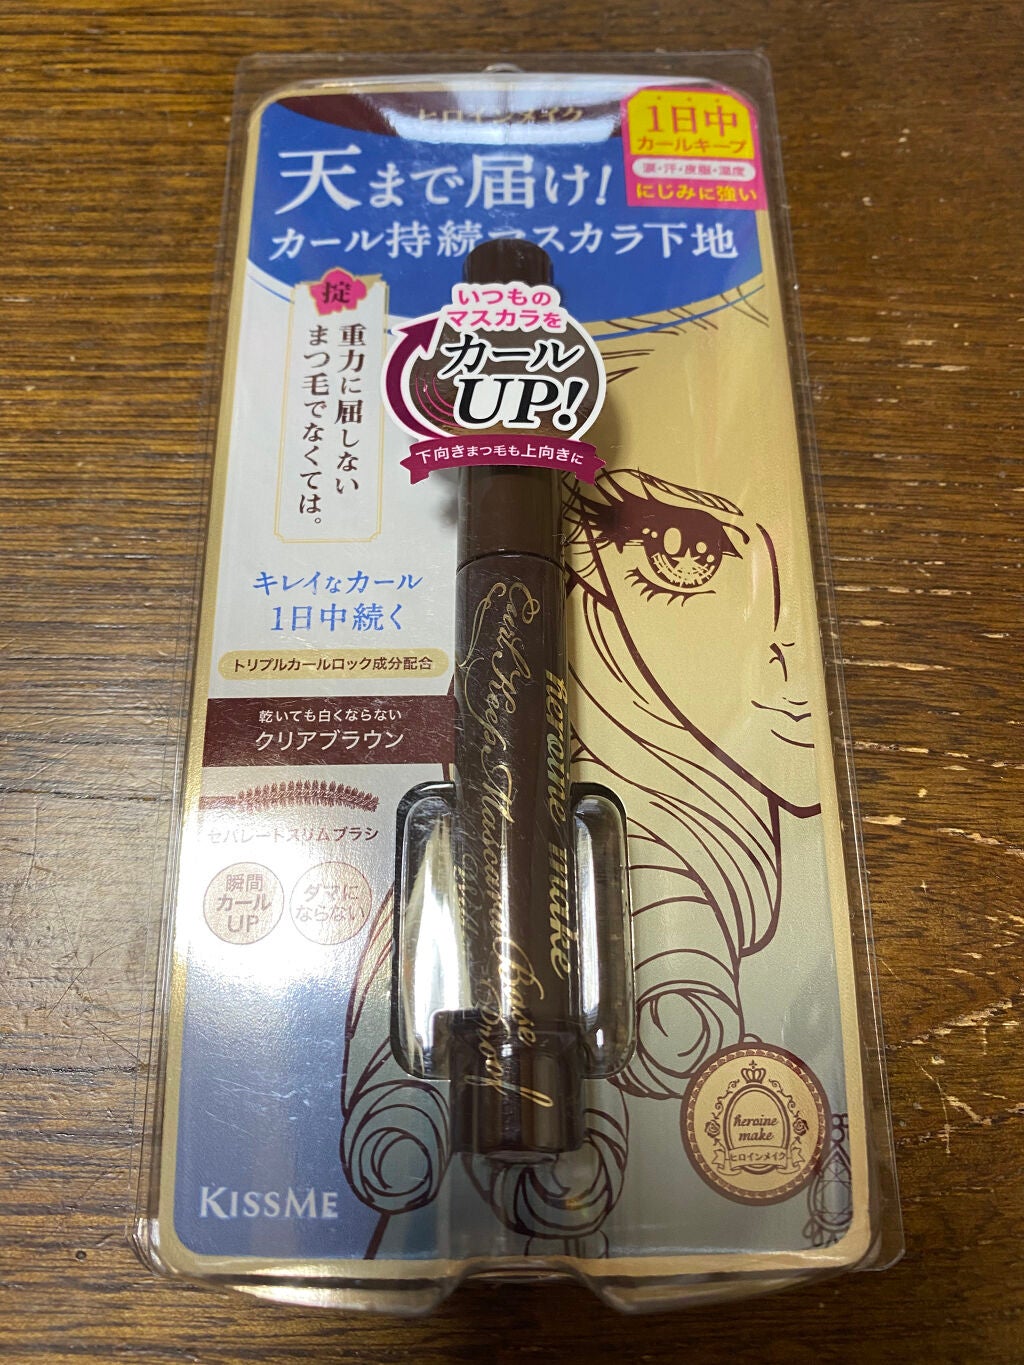 ヒロインメイク
天まで届け!
カール持続マスカラ下地
1日中
カールキープ
涙・汗・皮脂・湿度
にじみに強い
掟
重力に屈しない
まつ毛でなくては。
いつもの
マスカラを
カール
UP!
下向きまつ毛も上向きに
キレイなカール
1日中続く
トリプルカールロック成分配合
乾いても白くならない
クリアブラウン
セパレートスリムブラシ
瞬間
カール
UP
ダマに
ならない
heroine make
Curl Keep Mascara Base
heroine
make
ヒロインメイク
KISSME